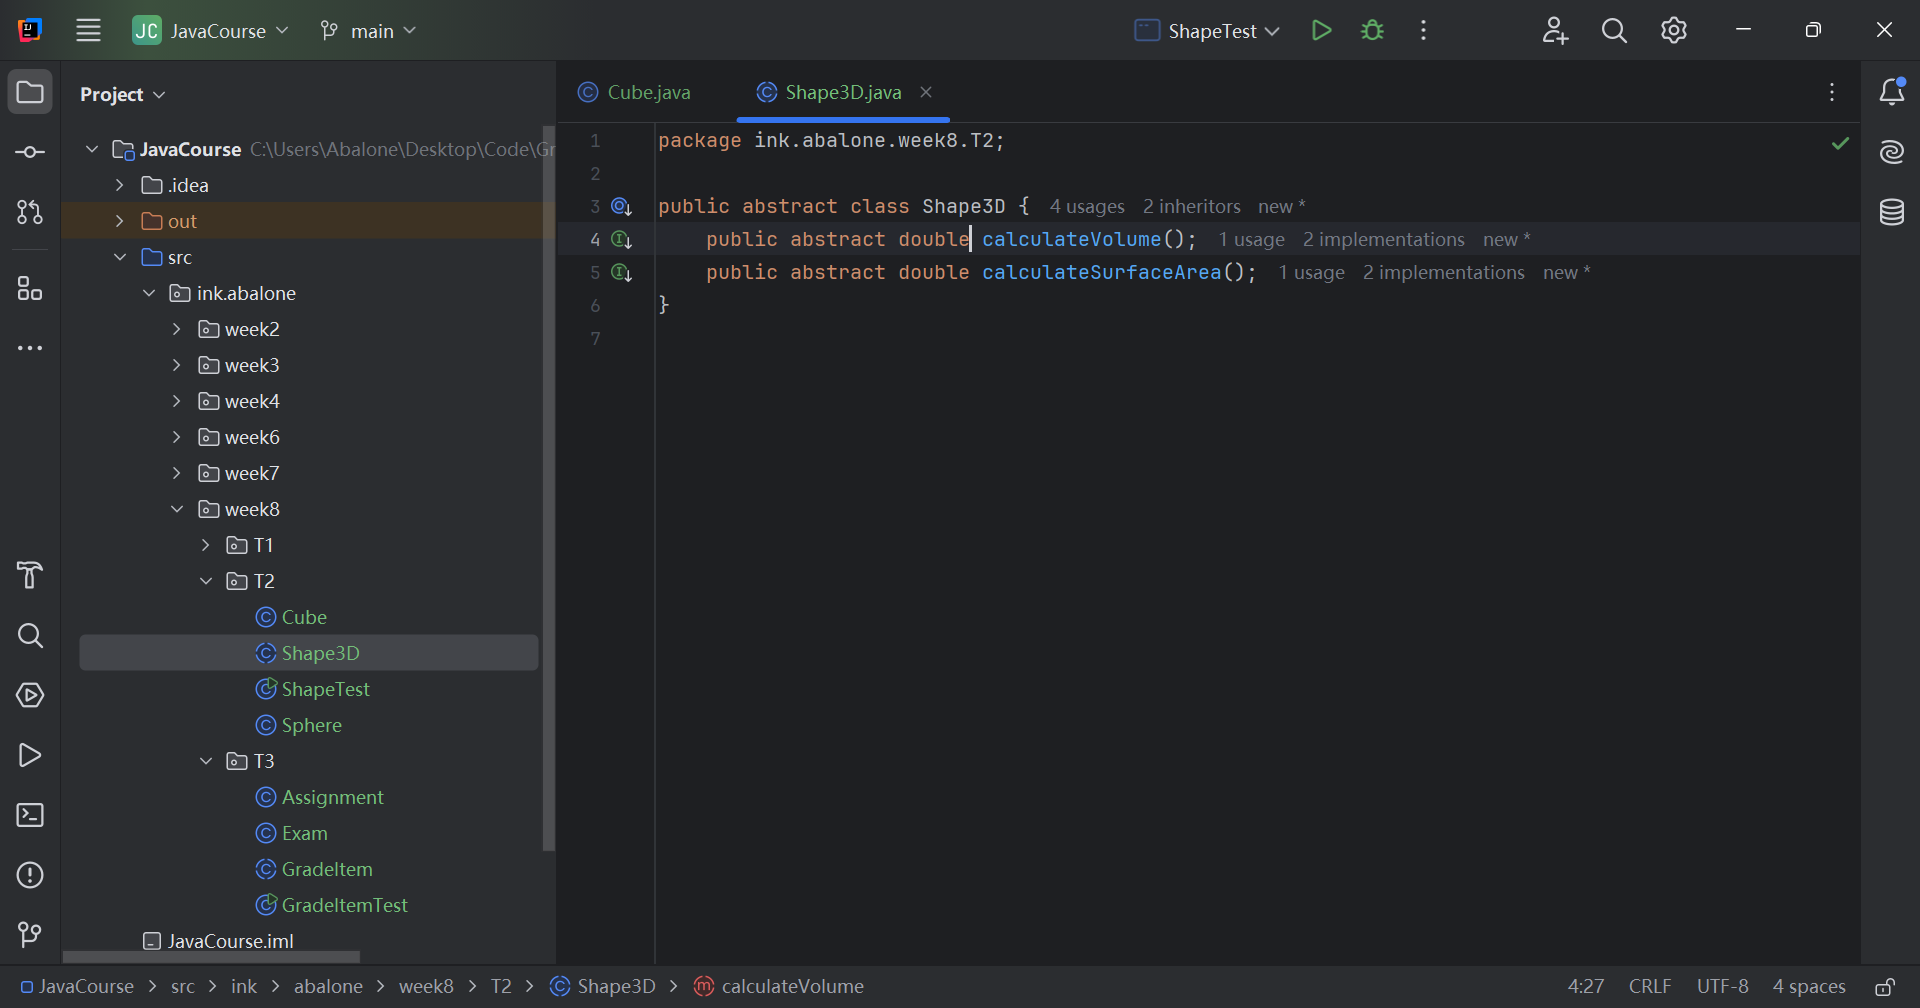 JC JavaCourse main ShapeTest
Project
Cube.java Shape3D.java
JavaCourse C:\Users\Abalone\Desktop\Code\Gr
.idea
out
src
ink.abalone
week2
week3
week4
week6
week7
week8
T1
T2
Cube
Shape3D
ShapeTest
Sphere
T3
Assignment
Exam
GradeItem
GradeItemTest
JavaCourse.iml
1 package ink.abalone.week8.T2;
2
3 public abstract class Shape3D { 4 usages 2 inheritors new *
4 public abstract double calculateVolume(); 1 usage 2 implementations new *
5 public abstract double calculateSurfaceArea(); 1 usage 2 implementations new *
6 }
7
JavaCourse > src > ink > abalone > week8 > T2 > Shape3D > calculateVolume 4:27 CRLF UTF-8 4 spaces